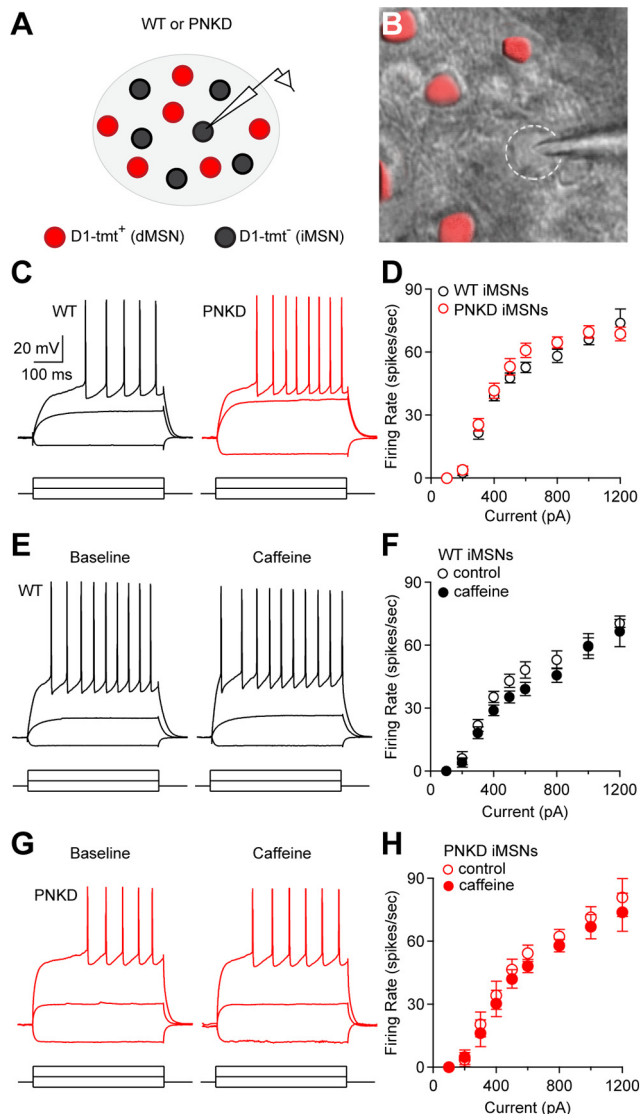 A
WT or PNKD
D1-tmt+ (dMSN)
D1-tmt- (iMSN)
B
C
WT
20 mV
100 ms
PNKD
D
WT iMSNs
PNKD iMSNs
Firing Rate (spikes/sec)
90
60
30
0
400
800
1200
Current (pA)
E
Baseline
Caffeine
WT
F
WT iMSNs
control
caffeine
Firing Rate (spikes/sec)
90
60
30
0
400
800
1200
Current (pA)
G
Baseline
Caffeine
PNKD
H
PNKD iMSNs
control
caffeine
Firing Rate (spikes/sec)
90
60
30
0
400
800
1200
Current (pA)